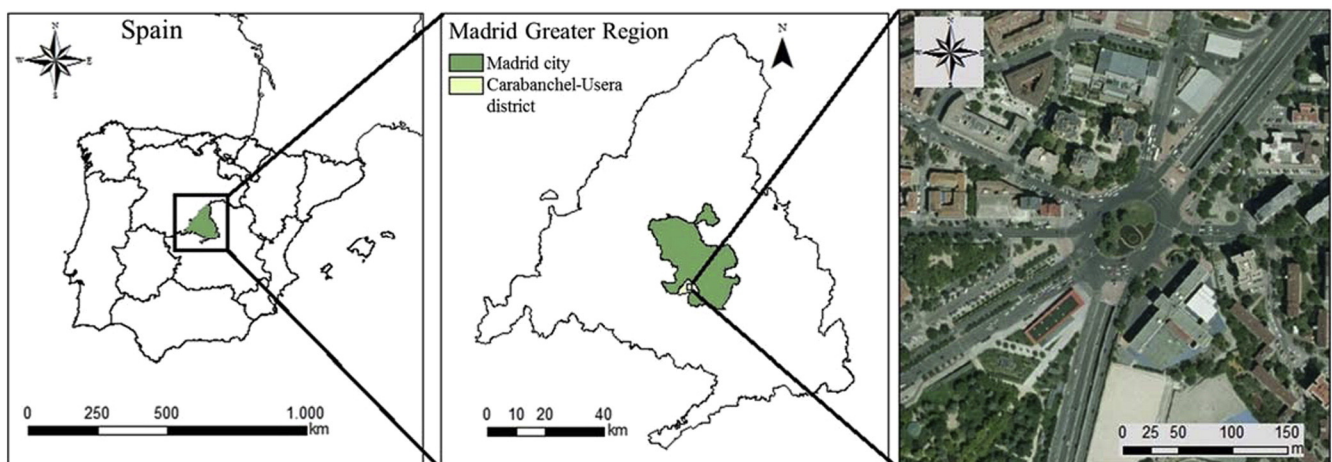 Spain
N
W E
S
0 250 500 1.000
km
Madrid Greater Region
Madrid city
Carabanchel-Usera
district
N
0 10 20 40
km
N
W E
S
0 25 50 100 150
m